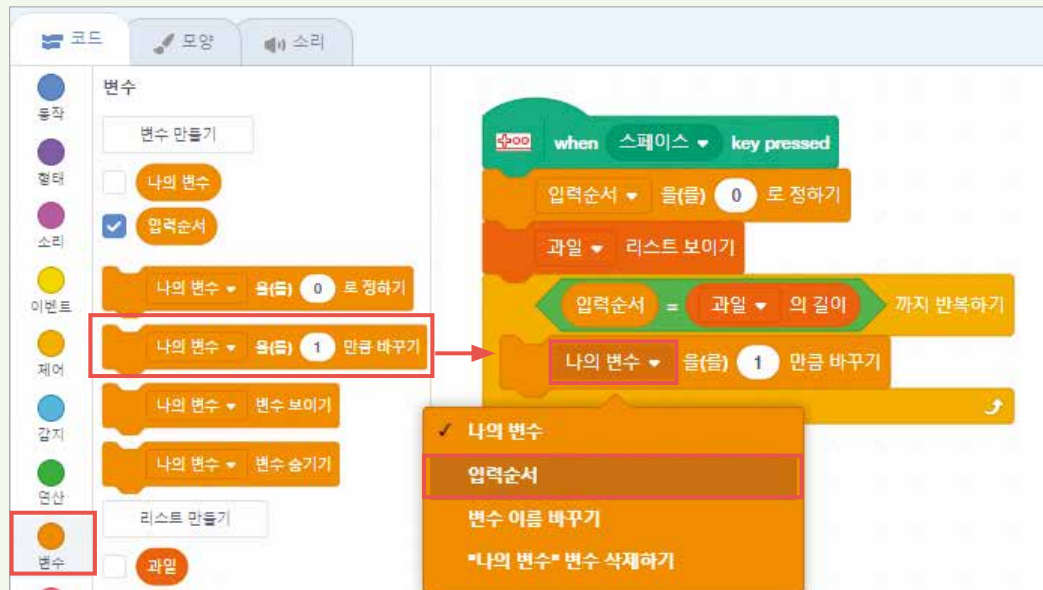 코드
모양
소리
동작
형태
소리
이벤트
제어
감지
연산
변수
변수
변수 만들기
나의 변수
입력순서
나의 변수 을(를) 0 로 정하기
나의 변수 을(를) 1 만큼 바꾸기
나의 변수 변수 보이기
나의 변수 변수 숨기기
리스트 만들기
과일
when 스페이스 key pressed
입력순서 을(를) 0 로 정하기
과일 리스트 보이기
입력순서 = 과일 의 길이 까지 반복하기
나의 변수 을(를) 1 만큼 바꾸기
✓ 나의 변수
입력순서
변수 이름 바꾸기
"나의 변수" 변수 삭제하기